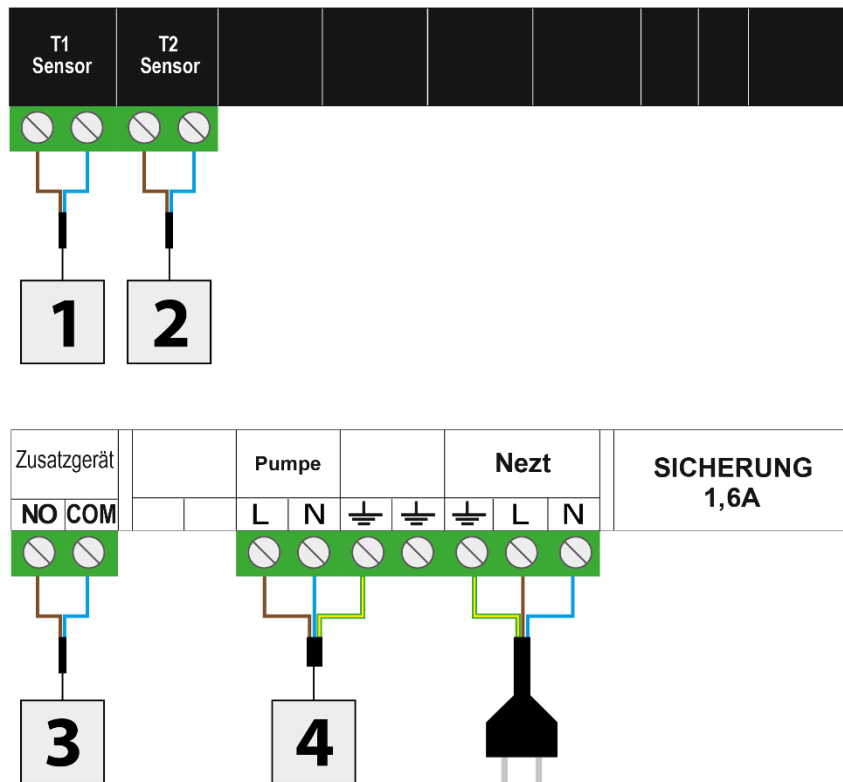 T1 Sensor
T2 Sensor
1
2
Zusatzgerät
Pumpe
Nezt
SICHERUNG
1,6A
NO COM
L N
L N
3
4